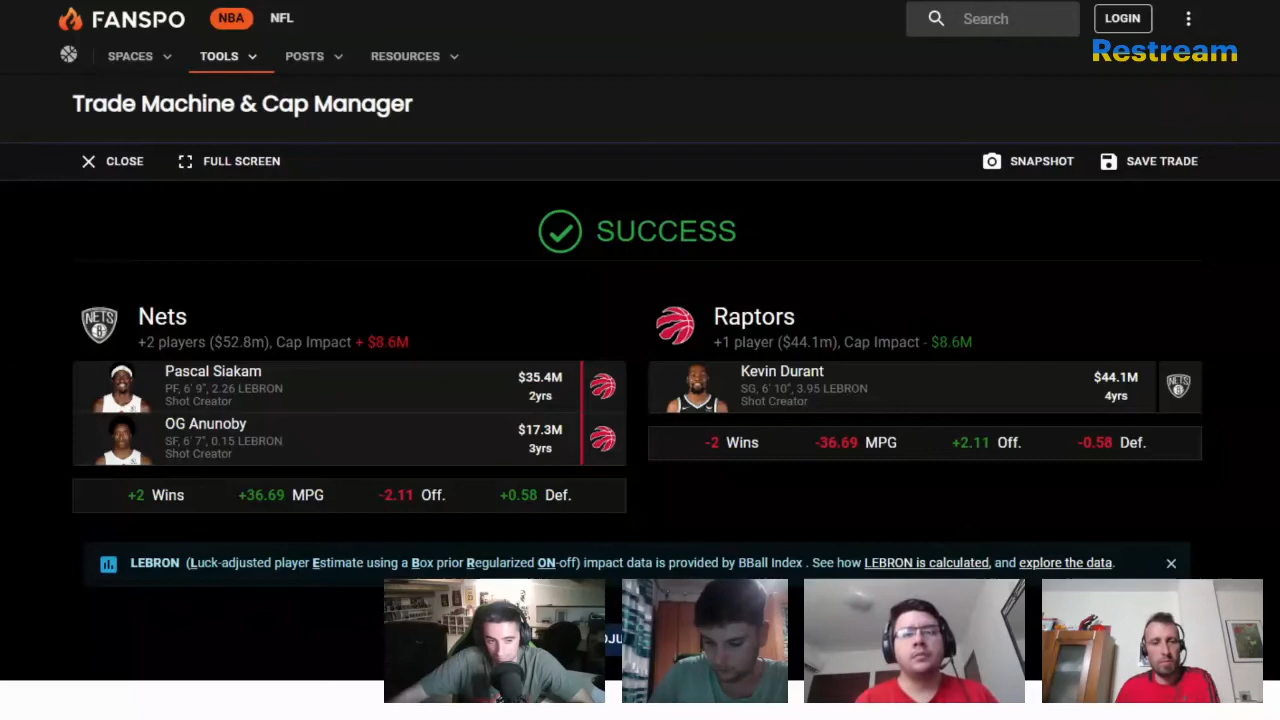 FANSPO NBA NFL Search LOGIN
Restream
SPACES TOOLS POSTS RESOURCES
Trade Machine & Cap Manager
CLOSE FULL SCREEN SNAPSHOT SAVE TRADE
SUCCESS
NETS
B
Nets
+2 players ($52.8m), Cap Impact + $8.6M
Pascal Siakam
PF, 6' 9", 2.26 LEBRON
Shot Creator
$35.4M
2yrs
OG Anunoby
SF, 6' 7", 0.15 LEBRON
Shot Creator
$17.3M
3yrs
+2 Wins +36.69 MPG -2.11 Off. +0.58 Def.
Raptors
+1 player ($44.1m), Cap Impact - $8.6M
Kevin Durant
SG, 6' 10", 3.95 LEBRON
Shot Creator
$44.1M
4yrs
NETS
B
-2 Wins -36.69 MPG +2.11 Off. -0.58 Def.
LEBRON (Luck-adjusted player Estimate using a Box prior Regularized ON-off) impact data is provided by BBall Index . See how LEBRON is calculated, and explore the data.